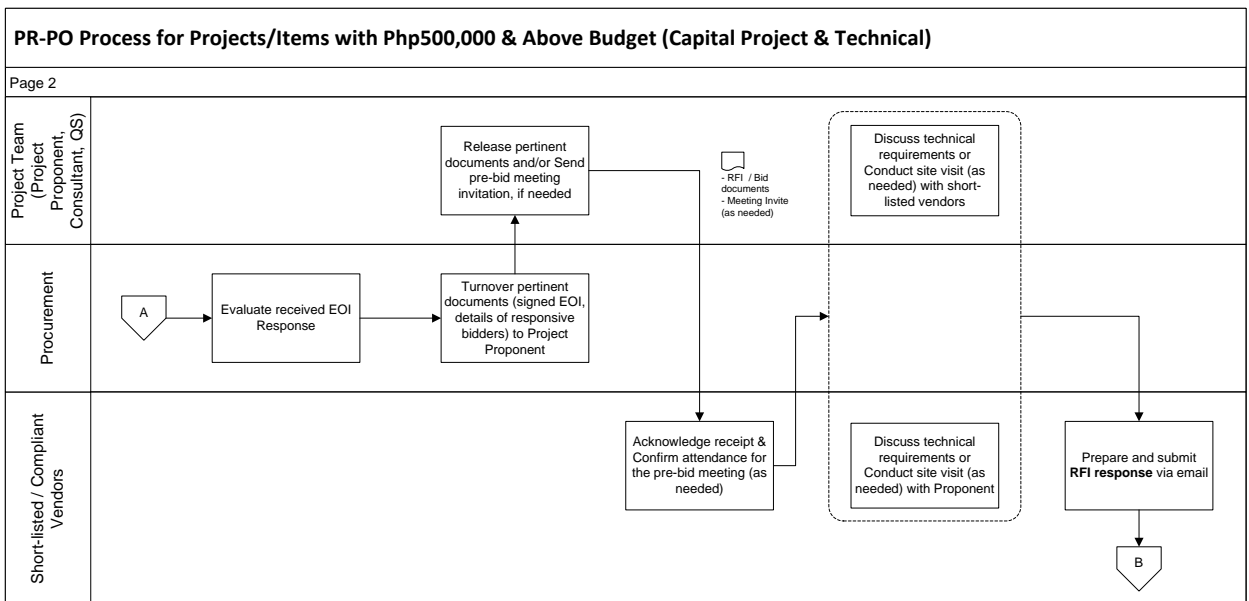 PR-PO Process for Projects/Items with Php500,000 & Above Budget (Capital Project & Technical)
Page 2
Project Team
(Project
Proponent,
Consultant, QS)
Release pertinent
documents and/or Send
pre-bid meeting
invitation, if needed
- RFI / Bid
documents
- Meeting Invite
(as needed)
Discuss technical
requirements or
Conduct site visit (as
needed) with short-
listed vendors
Procurement
A
Evaluate received EOI
Response
Turnover pertinent
documents (signed EOI,
details of responsive
bidders) to Project
Proponent
Short-listed / Compliant
Vendors
Acknowledge receipt &
Confirm attendance for
the pre-bid meeting (as
needed)
Discuss technical
requirements or
Conduct site visit (as
needed) with Proponent
Prepare and submit
RFI response via email
B